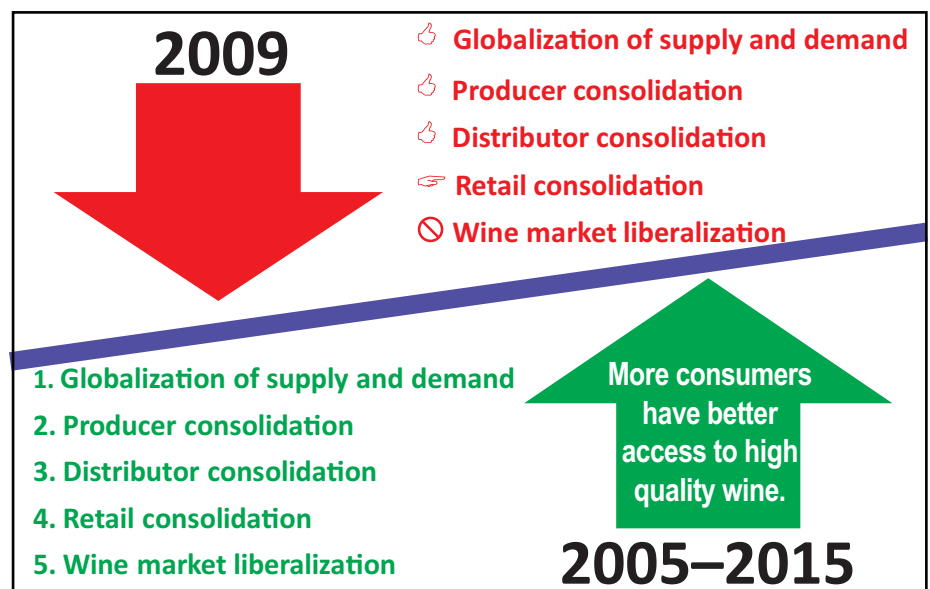 2009
Globalization of supply and demand
Producer consolidation
Distributor consolidation
Retail consolidation
Wine market liberalization
1. Globalization of supply and demand
2. Producer consolidation
3. Distributor consolidation
4. Retail consolidation
5. Wine market liberalization
More consumers
have better
access to high
quality wine.
2005–2015